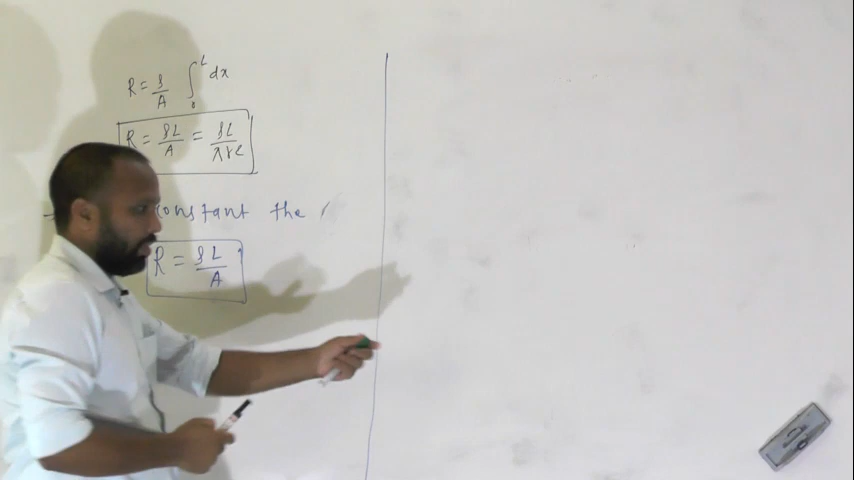 R = ρ/A ∫₀ᴸ dx
R = ρL/A = ρL/πr²
constant the
R = ρL/A